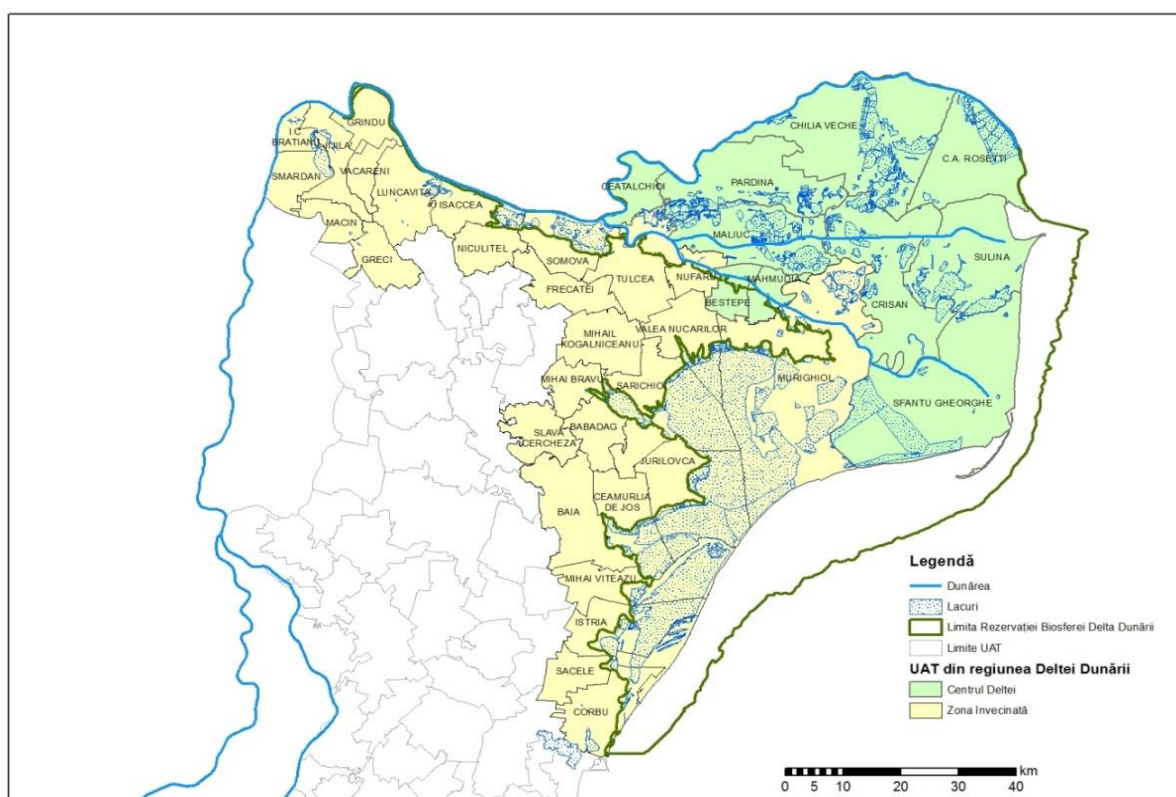 GRINDU
I.C.
BRATIANU
JIJILA
SMARDAN
VACARENI
LUNCAVITA
ISACCEA
MACIN
GRECI
NICULITEL
SOMOVA
FRECATEI
TULCEA
NUFARU
BESTEPE
MAHMUDIA
CHILIA VECHE
C.A. ROSETTI
CEATALCHIOI
PARDINA
MALIUC
SULINA
CRISAN
MIHAIL
KOGALNICEANU
VALEA NUCARILOR
MIHAI BRAVU
SARICHIOI
MURIGHIOL
SFANTU GHEORGHE
SLAVA
CERCHEZA
BABADAG
JURILOVCA
CEAMURLIA
DE JOS
BAIA
MIHAI VITEAZU
ISTRIA
SACELE
CORBU
Legendă
Dunărea
Lacuri
Limita Rezervației Biosferei Delta Dunării
Limite UAT
UAT din regiunea Deltei Dunării
Centrul Deltei
Zona învecinată
km
0 5 10 20 30 40